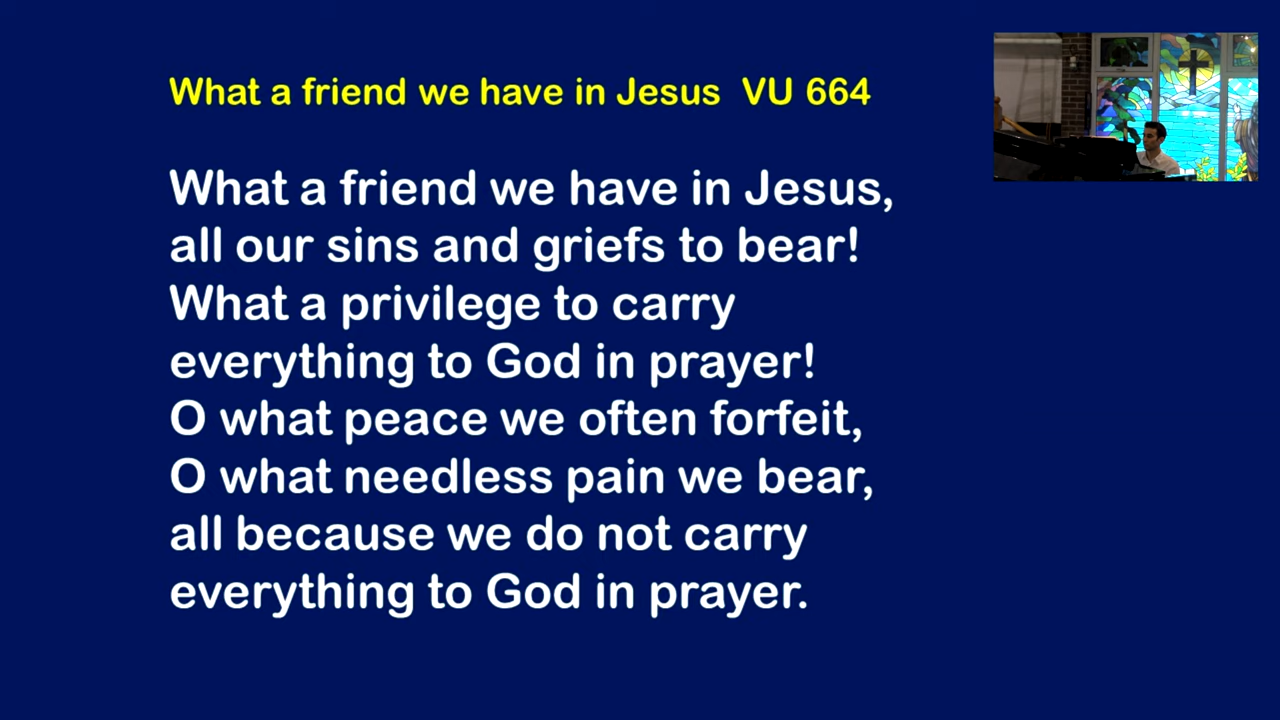 What a friend we have in Jesus  VU 664
What a friend we have in Jesus,
all our sins and griefs to bear!
What a privilege to carry
everything to God in prayer!
O what peace we often forfeit,
O what needless pain we bear,
all because we do not carry
everything to God in prayer.